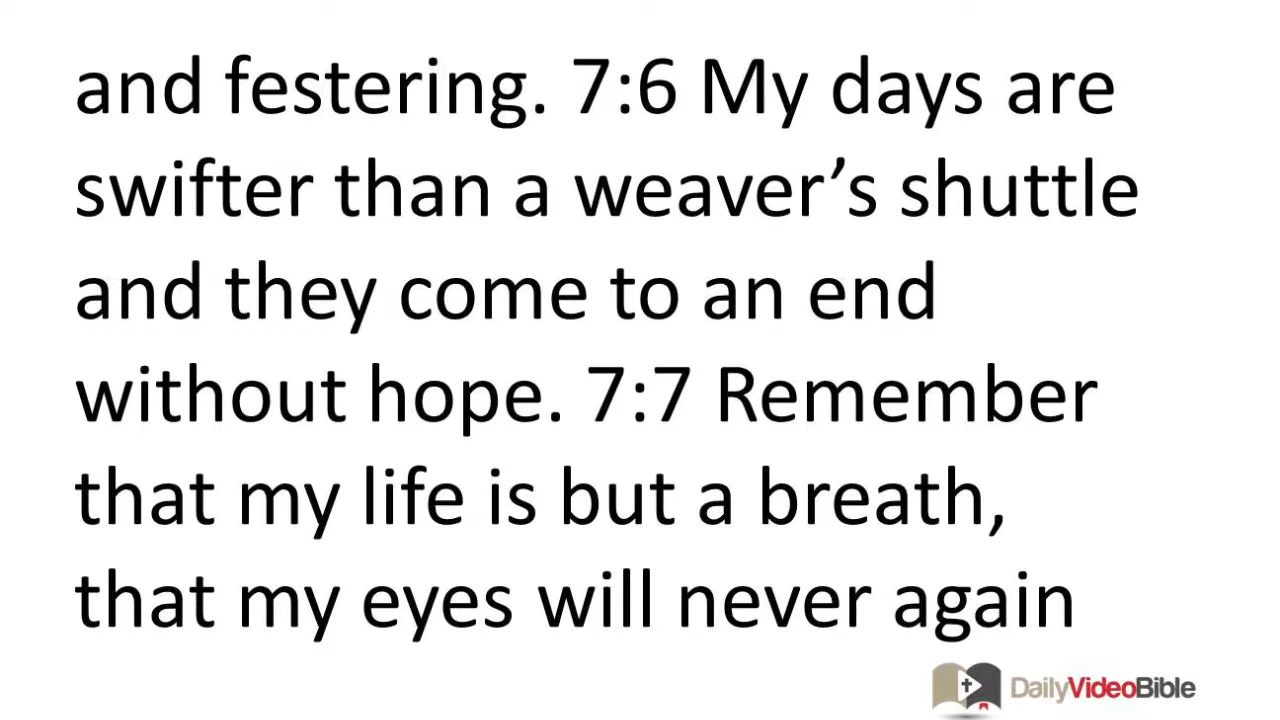 and festering. 7:6 My days are
swifter than a weaver’s shuttle
and they come to an end
without hope. 7:7 Remember
that my life is but a breath,
that my eyes will never again
DailyVideoBible